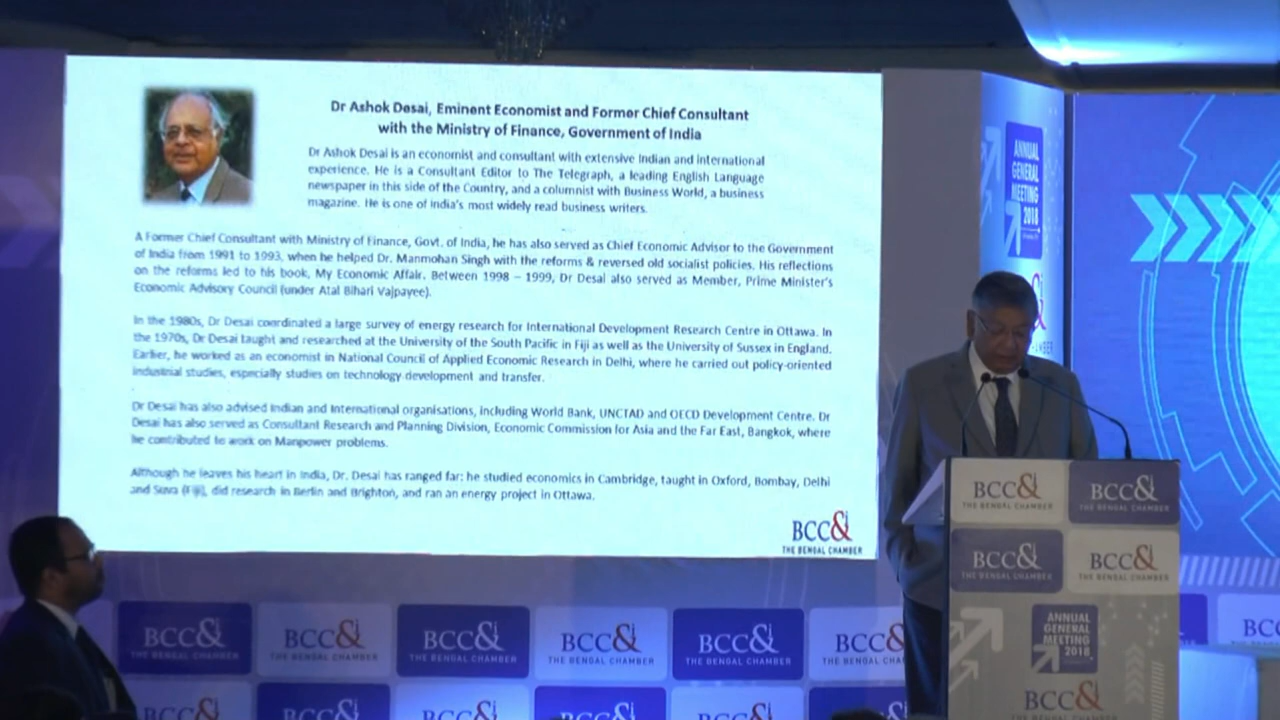 Dr Ashok Desai, Eminent Economist and Former Chief Consultant
with the Ministry of Finance, Government of India
Dr Ashok Desai is an economist and consultant with extensive Indian and international
experience. He is a Consultant Editor to The Telegraph, a leading English Language
newspaper in this side of the Country, and a columnist with Business World, a business
magazine. He is one of India's most widely read business writers.
A Former Chief Consultant with Ministry of Finance, Govt. of India, he has also served as Chief Economic Advisor to the Government
of India from 1991 to 1993, when he helped Dr. Manmohan Singh with the reforms & reversed old socialist policies. His reflections
on the reforms led to his book, My Economic Affair. Between 1998 – 1999, Dr Desai also served as Member, Prime Minister's
Economic Advisory Council (under Atal Bihari Vajpayee).
In the 1980s, Dr Desai coordinated a large survey of energy research for International Development Research Centre in Ottawa. In
the 1970s, Dr Desai taught and researched at the University of the South Pacific in Fiji as well as the University of Sussex in England.
Earlier, he worked as an economist in National Council of Applied Economic Research in Delhi, where he carried out policy-oriented
industrial studies, especially studies on technology development and transfer.
Dr Desai has also advised Indian and International organisations, including World Bank, UNCTAD and OECD Development Centre. Dr
Desai has also served as Consultant Research and Planning Division, Economic Commission for Asia and the Far East, Bangkok, where
he contributed to work on Manpower problems.
Although he leaves his heart in India, Dr. Desai has ranged far: he studied economics in Cambridge, taught in Oxford, Bombay, Delhi
and Suva (Fiji), did research in Berlin and Brighton, and ran an energy project in Ottawa.
BCC&I
THE BENGAL CHAMBER
ANNUAL
GENERAL
MEETING
2018
CHAMBER
BCC&I
THE BENGAL CHAMBER
BCC&I
THE BENGAL CHAMBER
BCC&I
THE BENGAL CHAMBER
BCC&I
THE BENGAL CHAMBER
ANNUAL
GENERAL
MEETING
2018
BCC&I
THE BENGAL CHAMBER
BCC&I
THE BENGAL CHAMBER
BCC&I
THE BENGAL CHAMBER
BCC&I
THE BENGAL CHAMBER
BCC&I
THE BENGAL CHAMBER
BCC&I
THE BENGAL CHAMBER
BCC&
THE BENGAL CHAM
BCC
BCC&
BCC&
BCC&
BCC&
BCC&
BCC&